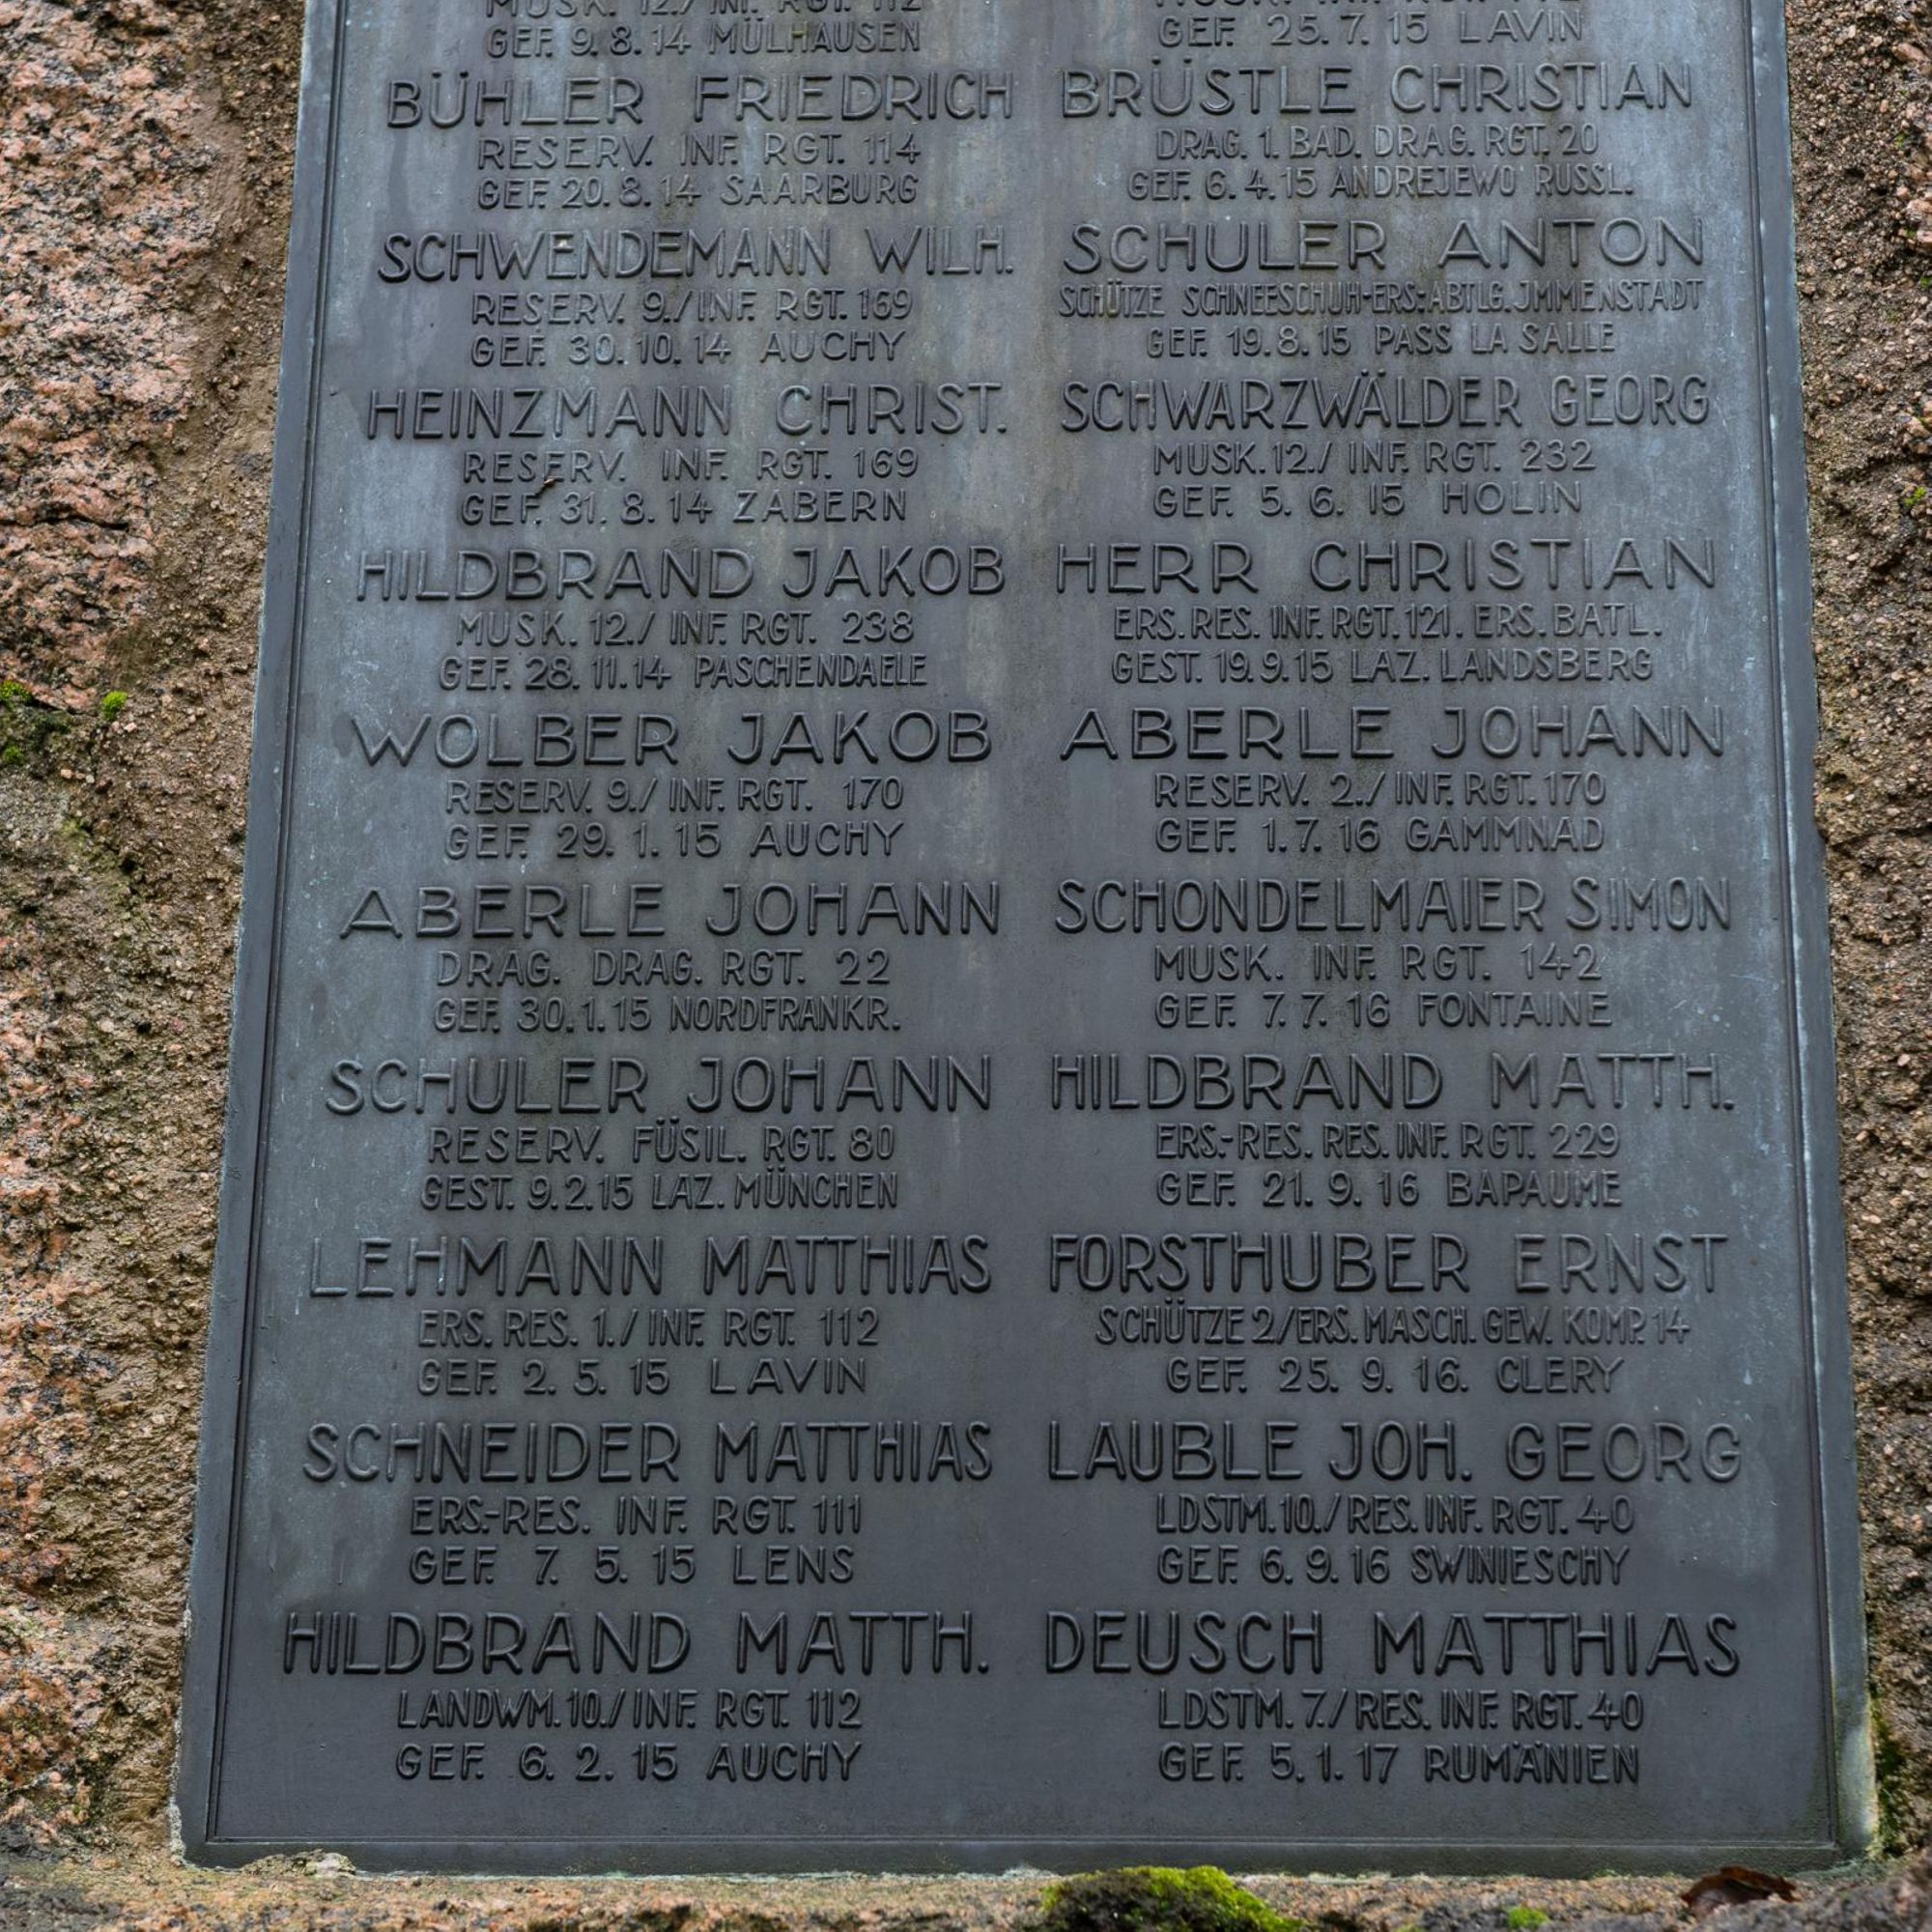 MUSK. 12./ INF. RGT. 112
GEF. 9. 8. 14 MÜLHAUSEN
BÜHLER FRIEDRICH
RESERV. INF. RGT. 114
GEF. 20. 8. 14 SAARBURG
SCHWENDEMANN WILH.
RESERV. 9./INF. RGT. 169
GEF. 30. 10. 14 AUCHY
HEINZMANN CHRIST.
RESERV. INF. RGT. 169
GEF. 31. 8. 14 ZABERN
HILDBRAND JAKOB
MUSK. 12./ INF. RGT. 238
GEF. 28. 11. 14 PASCHENDAELE
WOLBER JAKOB
RESERV. 9./ INF. RGT. 170
GEF. 29. 1. 15 AUCHY
ABERLE JOHANN
DRAG. DRAG. RGT. 22
GEF. 30. 1. 15 NORDFRANKR.
SCHULER JOHANN
RESERV. FÜSIL. RGT. 80
GEST. 9. 2. 15 LAZ. MÜNCHEN
LEHMANN MATTHIAS
ERS. RES. 1./ INF. RGT. 112
GEF. 2. 5. 15 LAVIN
SCHNEIDER MATTHIAS
ERS.-RES. INF. RGT. 111
GEF. 7. 5. 15 LENS
HILDBRAND MATTH.
LANDWM. 10./ INF. RGT. 112
GEF. 6. 2. 15 AUCHY
GEF. 25. 7. 15 LAVIN
BRÜSTLE CHRISTIAN
DRAG. 1. BAD. DRAG. RGT. 20
GEF. 6. 4. 15 ANDREJEWO RUSSL.
SCHULER ANTON
SCHÜTZE SCHNEESCHUH-ERS: ABTLG. JMMENSTADT
GEF. 19. 8. 15 PASS LA SALLE
SCHWARZWÄLDER GEORG
MUSK. 12./ INF. RGT. 232
GEF. 5. 6. 15 HOLIN
HERR CHRISTIAN
ERS. RES. INF. RGT. 121. ERS. BATL.
GEST. 19. 9. 15 LAZ. LANDSBERG
ABERLE JOHANN
RESERV. 2./ INF. RGT. 170
GEF. 1. 7. 16 GAMMNAD
SCHONDELMAIER SIMON
MUSK. INF. RGT. 142
GEF. 7. 7. 16 FONTAINE
HILDBRAND MATTH.
ERS.-RES. RES. INF. RGT. 229
GEF. 21. 9. 16 BAPAUME
FORSTHUBER ERNST
SCHÜTZE 2/ERS. MASCH. GEW. KOMP. 14
GEF. 25. 9. 16. CLERY
LAUBLE JOH. GEORG
LDSTM. 10./ RES. INF. RGT. 40
GEF. 6. 9. 16 SWINIESCHY
DEUSCH MATTHIAS
LDSTM. 7./ RES. INF. RGT. 40
GEF. 5. 1. 17 RUMÄNIEN